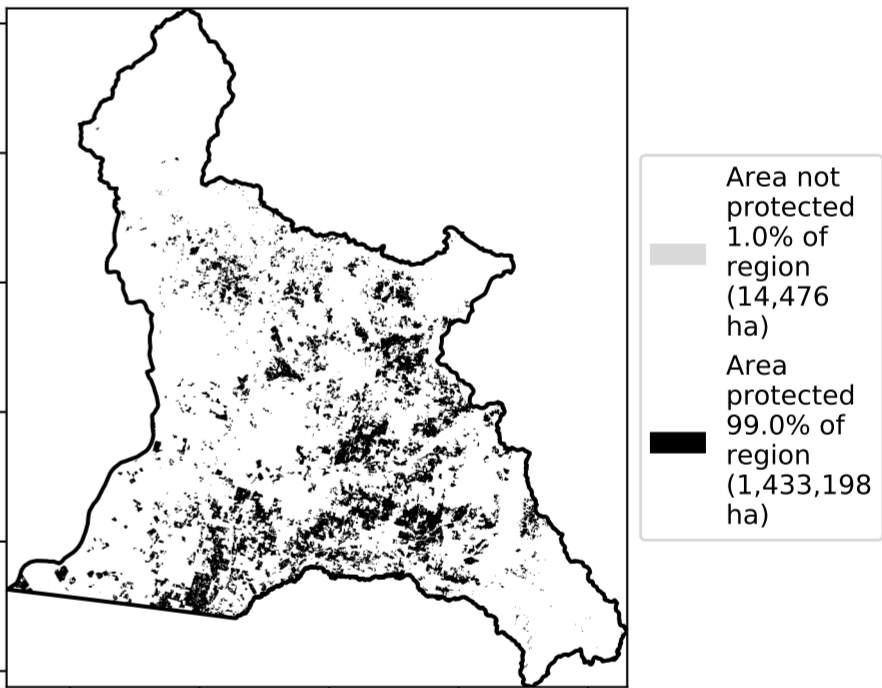 Area not
protected
1.0% of
region
(14,476
ha)
Area
protected
99.0% of
region
(1,433,198
ha)